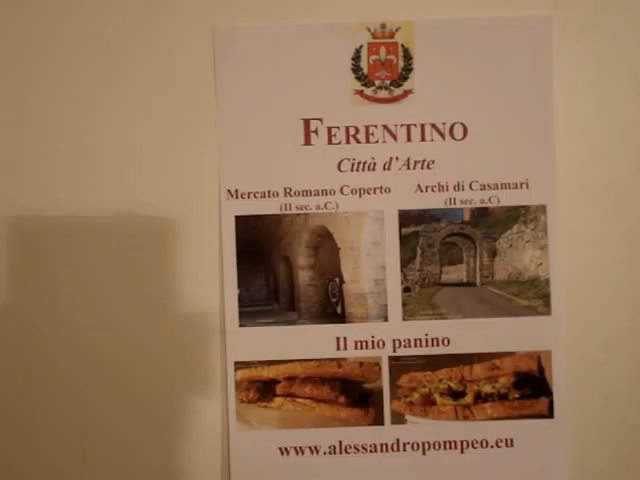 FERENTINO
Città d'Arte
Mercato Romano Coperto
(II sec. a.C.)
Archi di Casamari
(II sec. a.C)
Il mio panino
www.alessandropompeo.eu